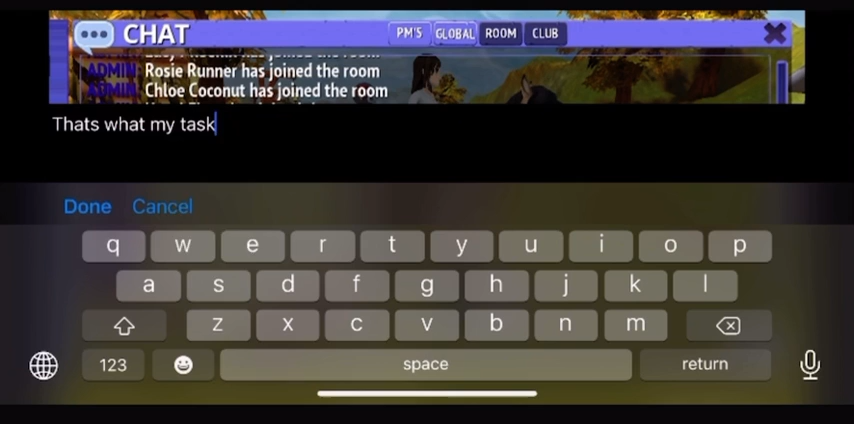 CHAT
PM'S GLOBAL ROOM CLUB
ADMIN: Rosie Runner has joined the room
ADMIN: Chloe Coconut has joined the room
Thats what my task
Done Cancel
q w e r t y u i o p
a s d f g h j k l
z x c v b n m
123 space return